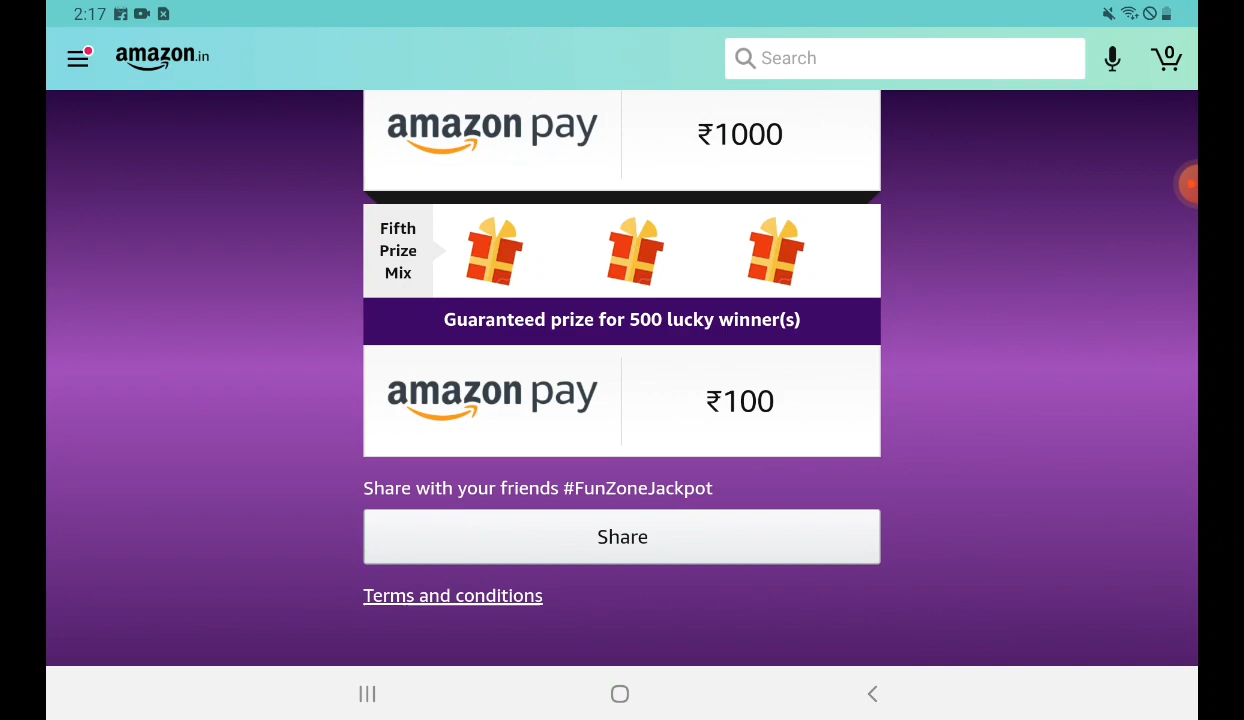 2:17
amazon.in
Search
0
amazon pay
₹1000
Fifth
Prize
Mix
Guaranteed prize for 500 lucky winner(s)
amazon pay
₹100
Share with your friends #FunZoneJackpot
Share
Terms and conditions